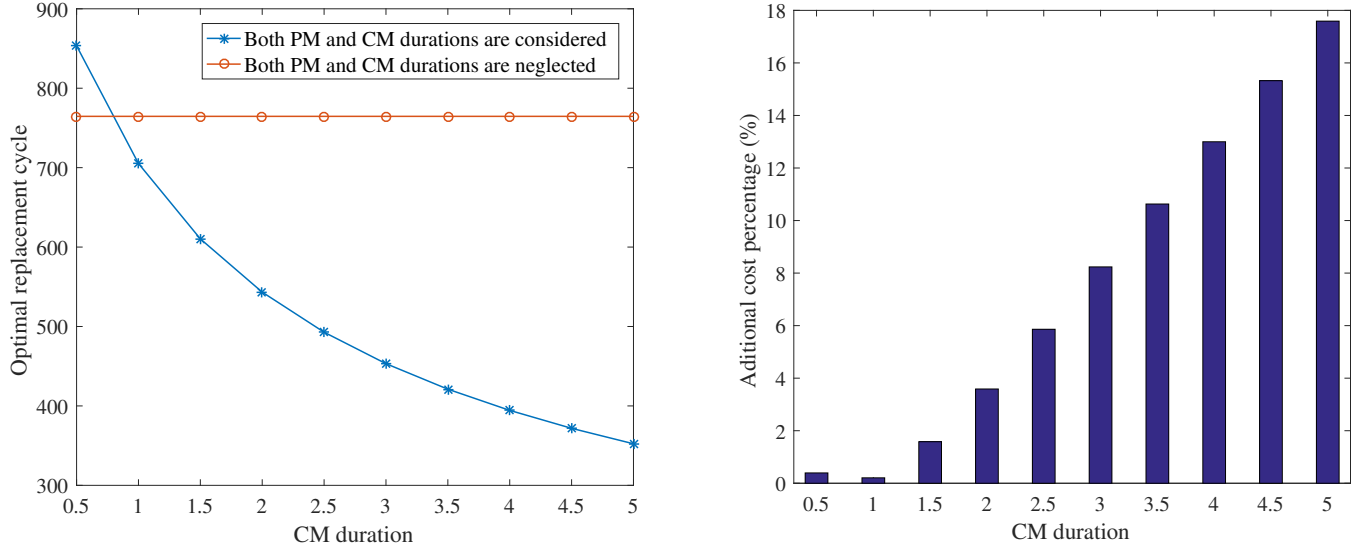 900
800
700
600
500
400
300
Optimal replacement cycle
Both PM and CM durations are considered
Both PM and CM durations are neglected
0.5 1 1.5 2 2.5 3 3.5 4 4.5 5
CM duration
18
16
14
12
10
8
6
4
2
0
Aditional cost percentage (%)
0.5 1 1.5 2 2.5 3 3.5 4 4.5 5
CM duration